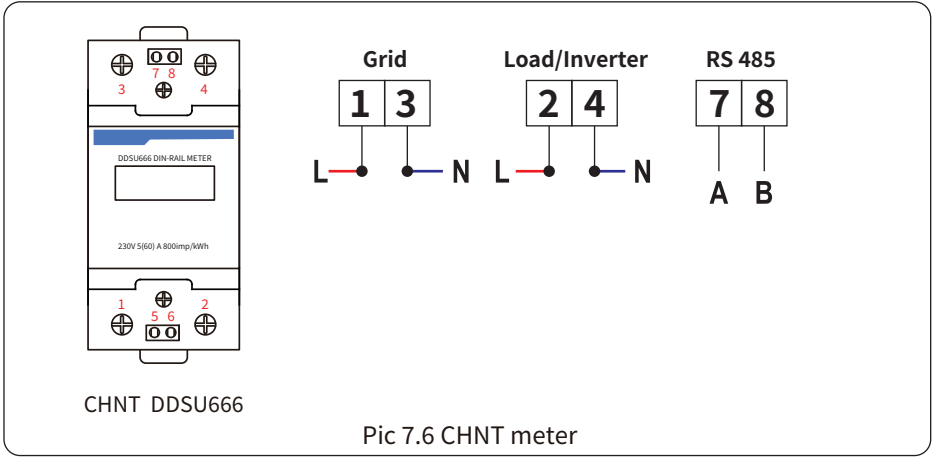 7 8
3 4
DDSU666 DIN-RAIL METER
230V 5(60) A 800imp/kWh
1 2
5 6
CHNT DDSU666
Grid
1 3
L N
Load/Inverter
2 4
L N
RS 485
7 8
A B
Pic 7.6 CHNT meter